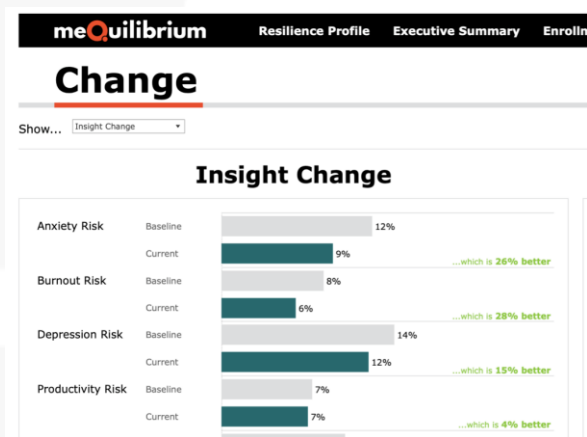 meQuilibrium Resilience Profile Executive Summary
Change
Show... Insight Change
Insight Change
Anxiety Risk Baseline 12%
Current 9%
...which is 26% better
Burnout Risk Baseline 8%
Current 6%
...which is 28% better
Depression Risk Baseline 14%
Current 12%
...which is 15% better
Productivity Risk Baseline 7%
Current 7%
...which is 4% better